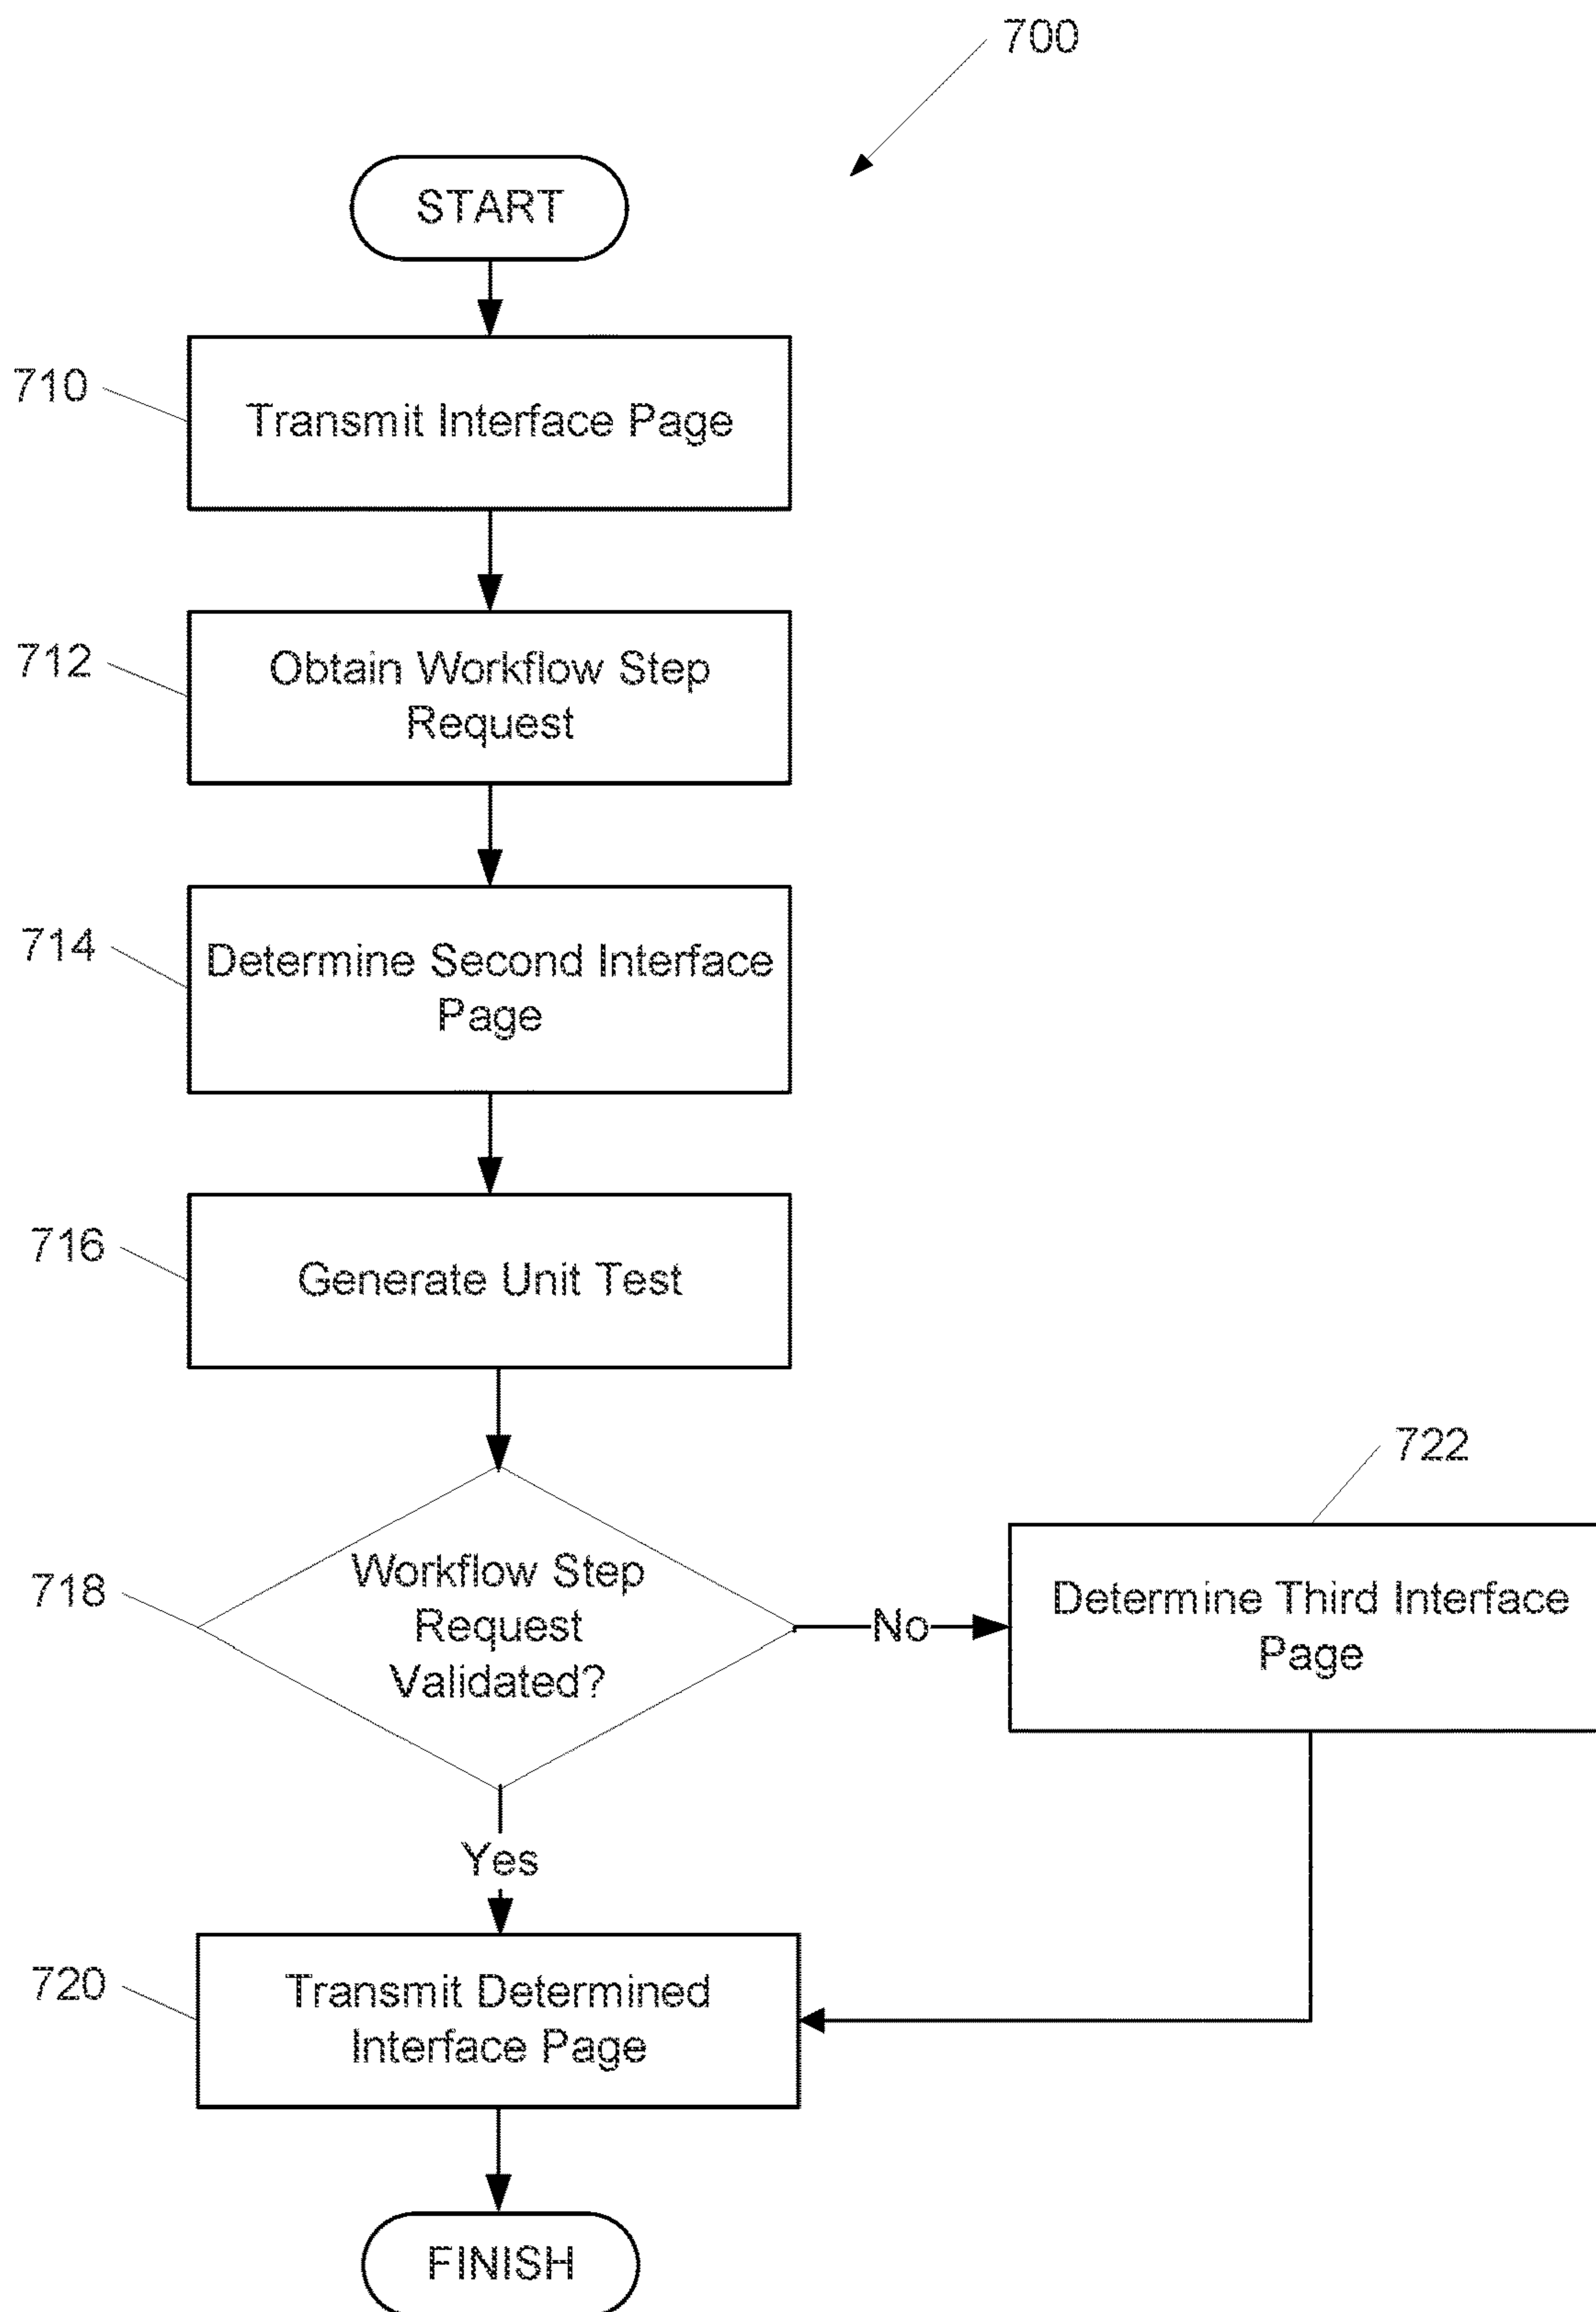 700
START
710
Transmit Interface Page
712
Obtain Workflow Step
Request
714
Determine Second Interface
Page
716
Generate Unit Test
722
718
Workflow Step
Request
Validated?
No
Determine Third Interface
Page
Yes
720
Transmit Determined
Interface Page
FINISH